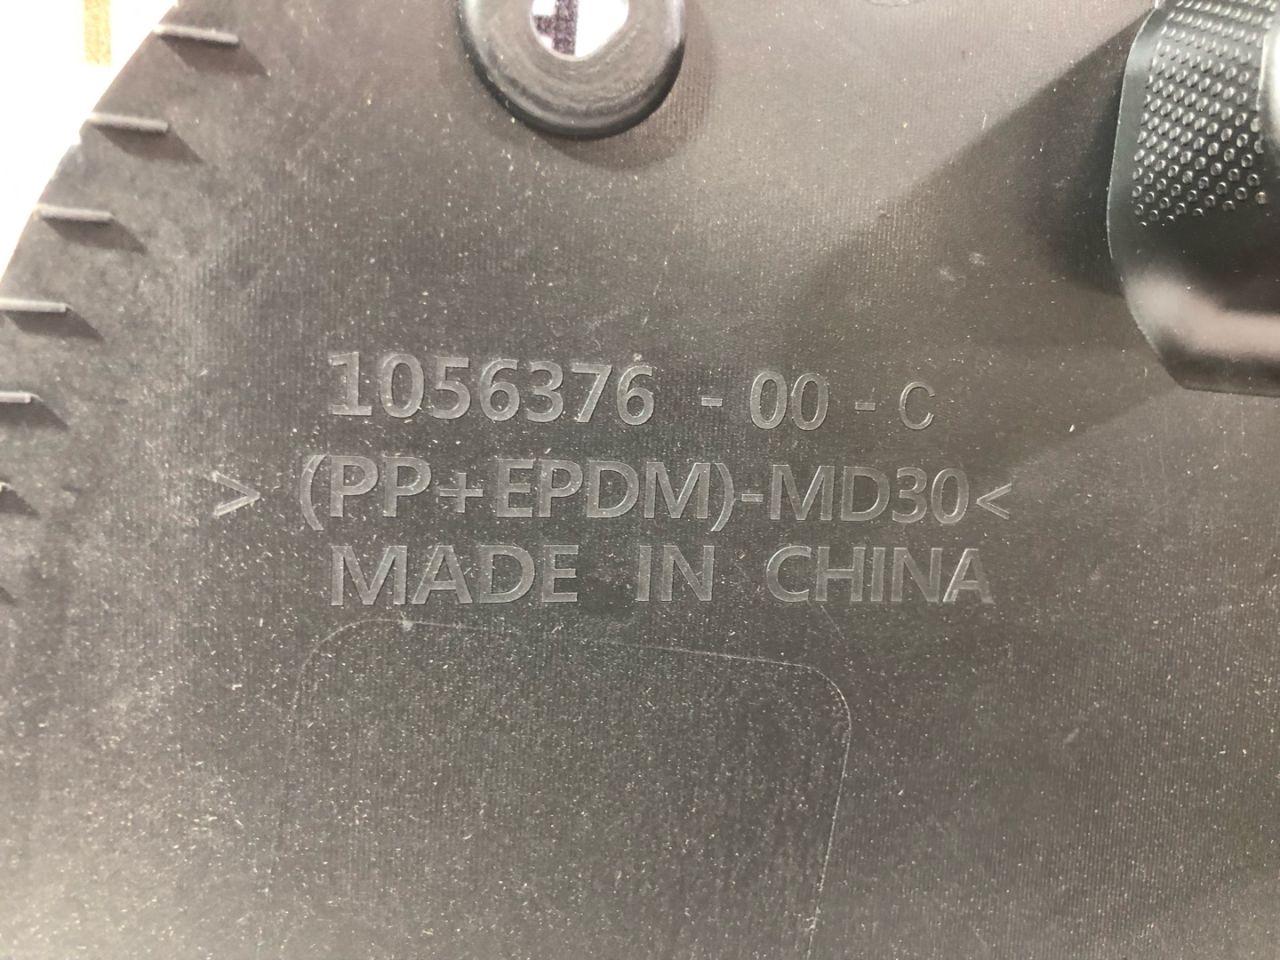 1056376 - 00 - C
> (PP+EPDM)-MD30<
MADE IN CHINA